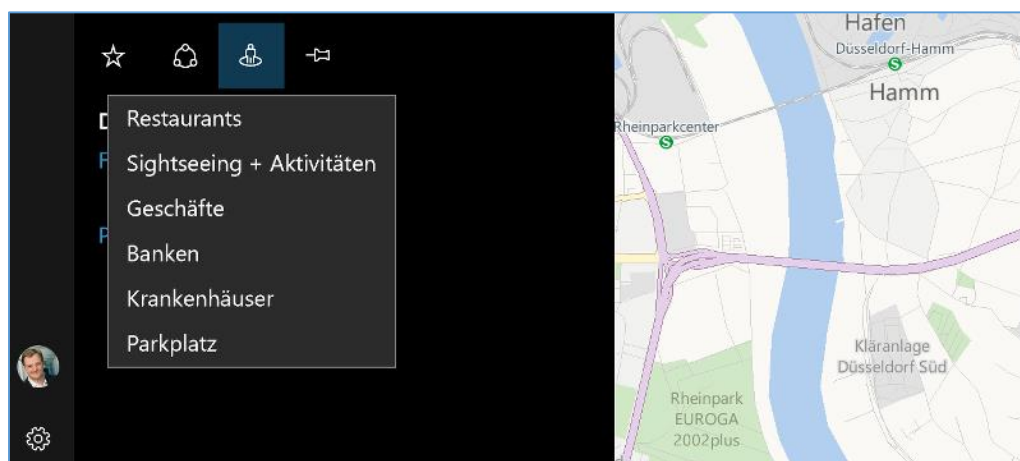 D
Restaurants
F
Sightseeing + Aktivitäten
Geschäfte
P
Banken
Krankenhäuser
Parkplatz
Hafen
Düsseldorf-Hamm
S
Hamm
Rheinparkcenter
S
Kläranlage
Düsseldorf Süd
Rheinpark
EUROGA
2002plus